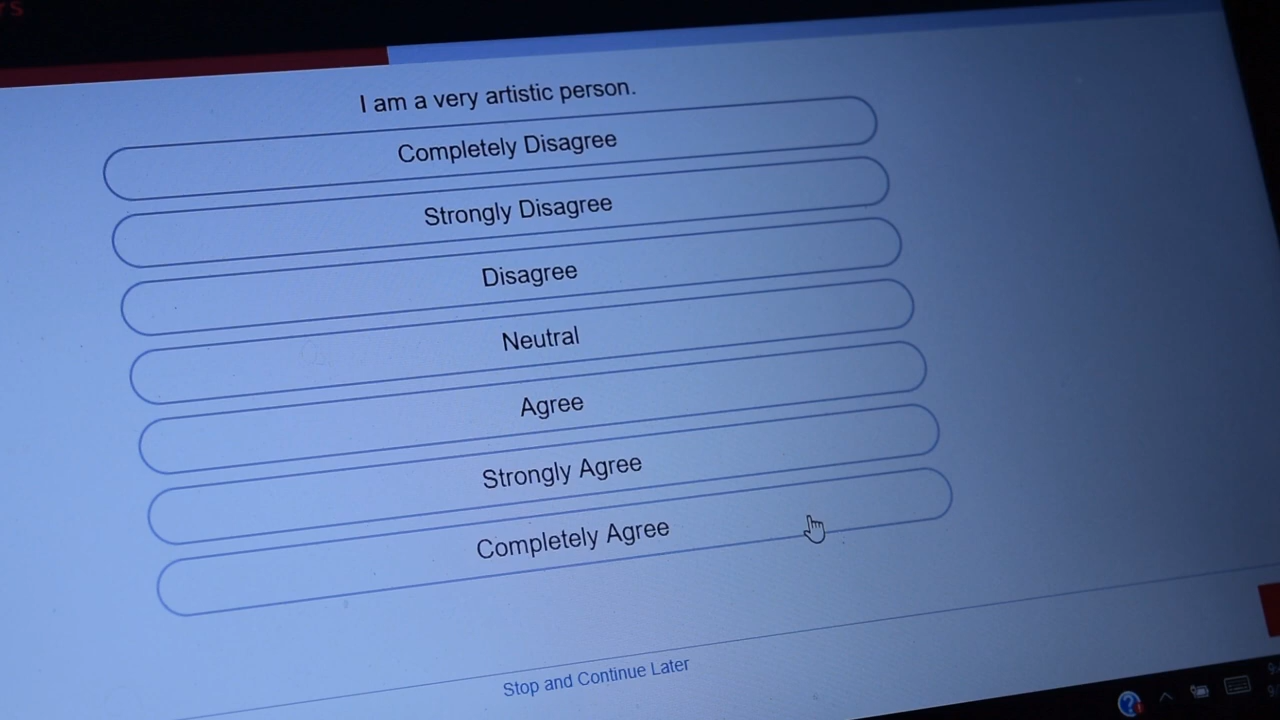 I am a very artistic person.
Completely Disagree
Strongly Disagree
Disagree
Neutral
Agree
Strongly Agree
Completely Agree
Stop and Continue Later